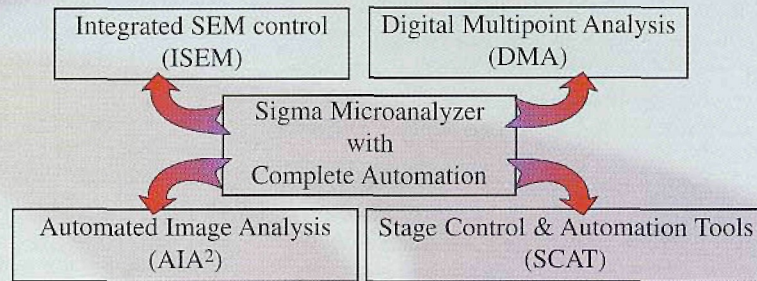 Integrated SEM control
(ISEM)
Digital Multipoint Analysis
(DMA)
Sigma Microanalyzer
with
Complete Automation
Automated Image Analysis
(AIA²)
Stage Control & Automation Tools
(SCAT)